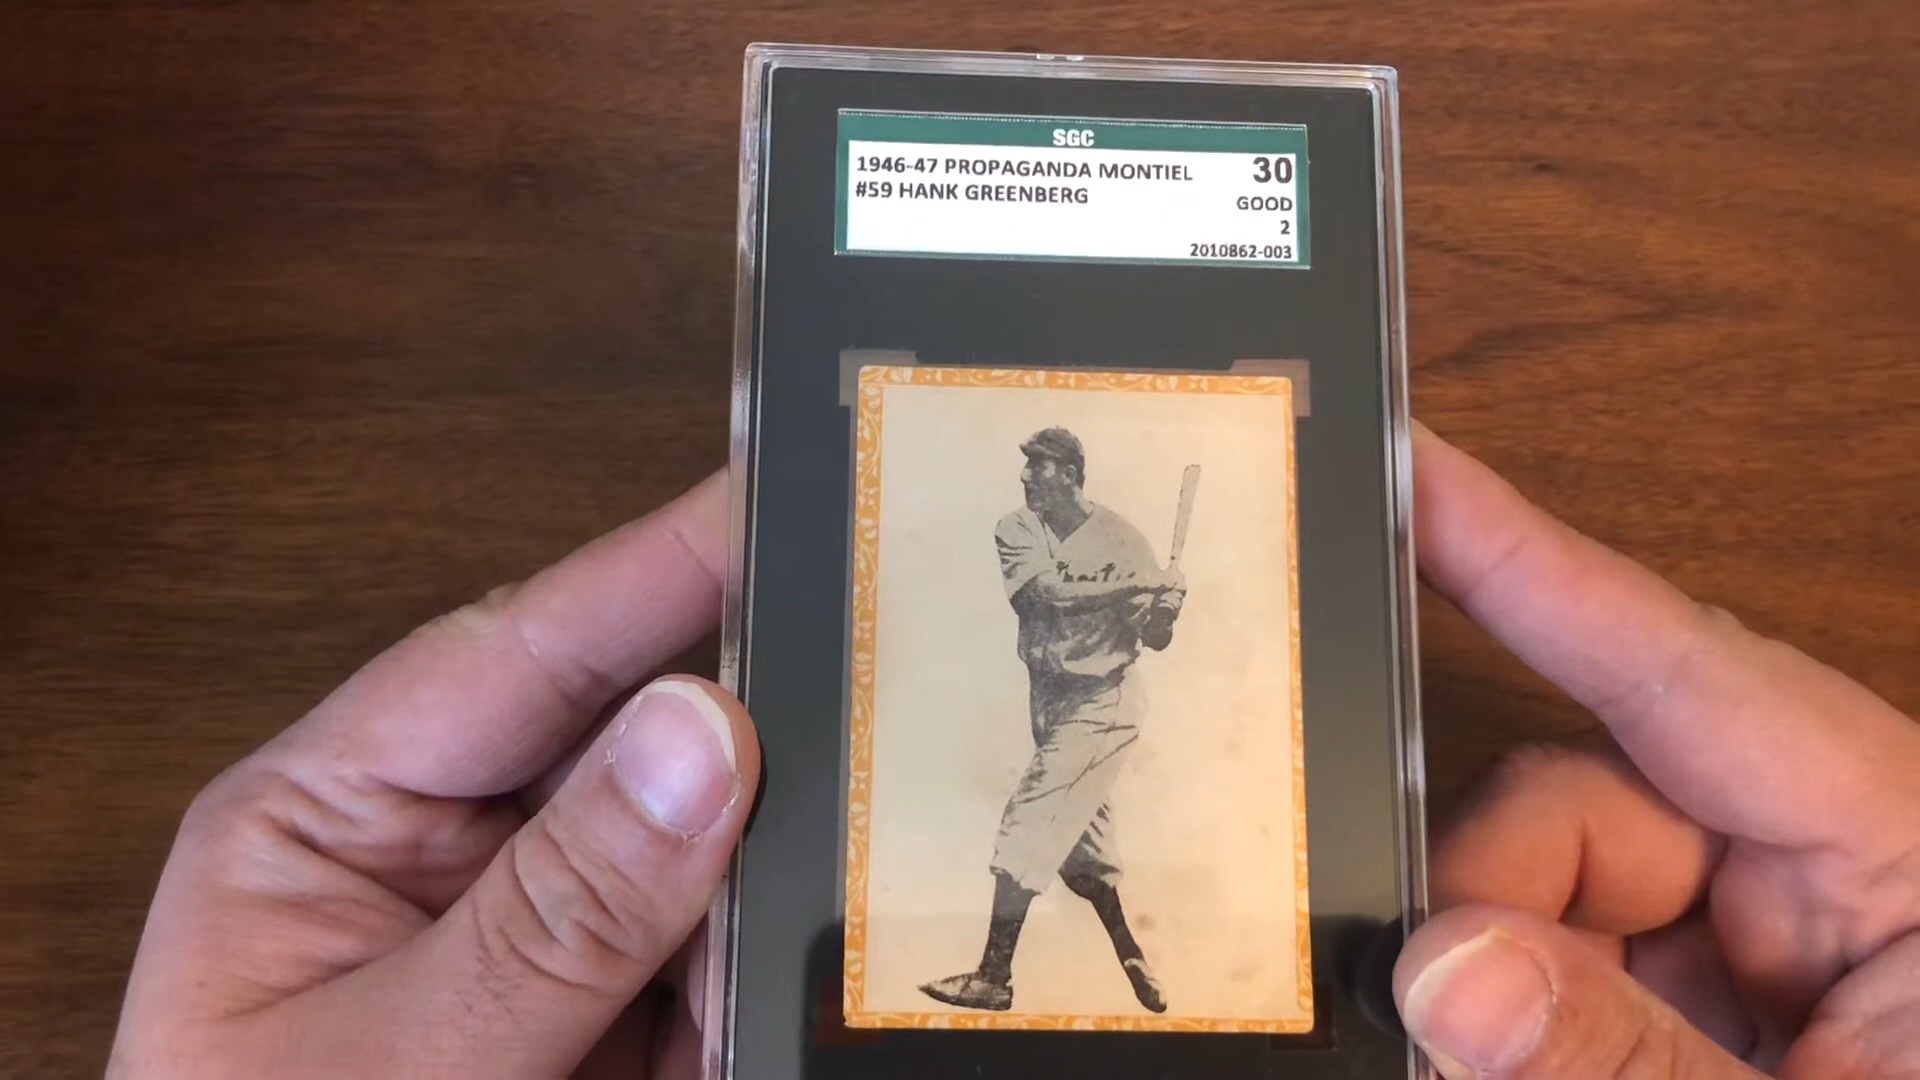 SGC
1946-47 PROPAGANDA MONTIEL 30
#59 HANK GREENBERG GOOD
2
2010862-003